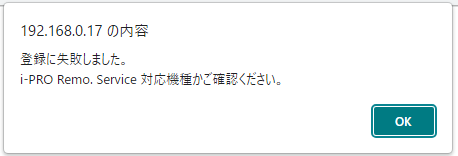 192.168.0.17 の内容
登録に失敗しました。
i-PRO Remo. Service 対応機種かご確認ください。
OK